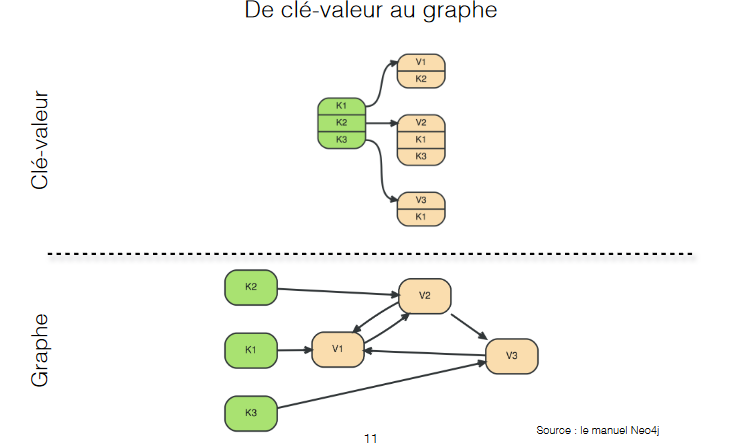 De clé-valeur au graphe
Clé-valeur
K1
K2
K3
V1
K2
V2
K1
K3
V3
K1
Graphe
K2
K1
K3
V2
V1
V3
11
Source : le manuel Neo4j